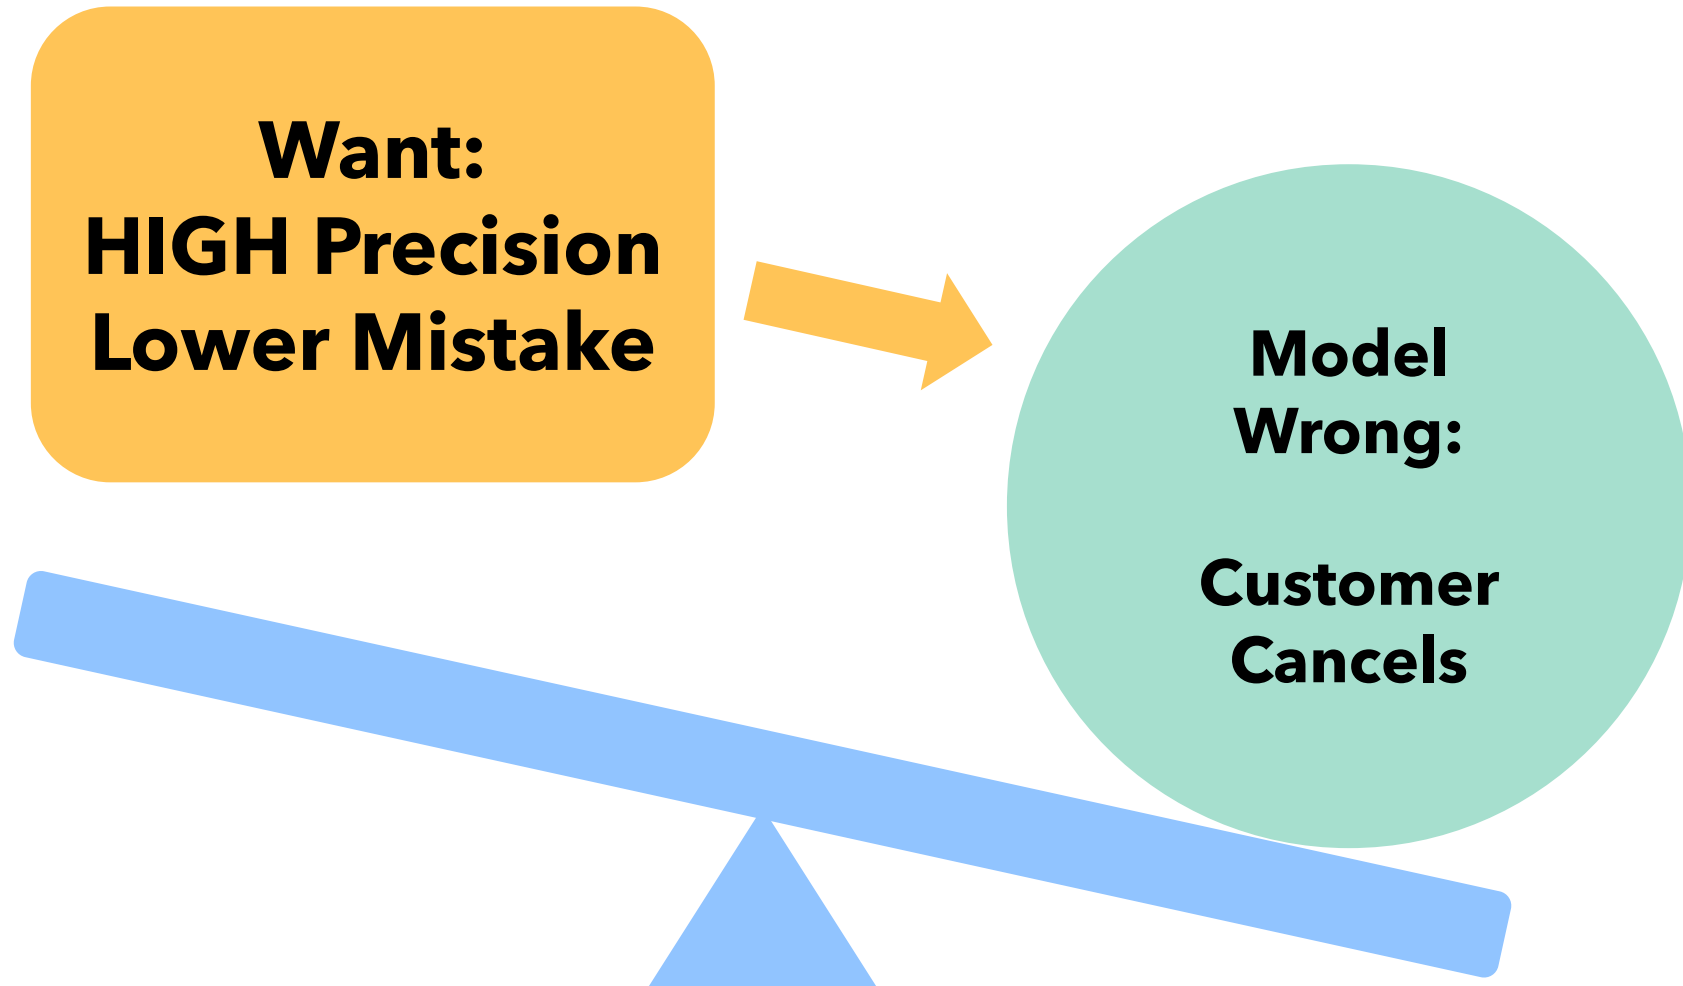 Want:
HIGH Precision
Lower Mistake
Model
Wrong:
Customer
Cancels